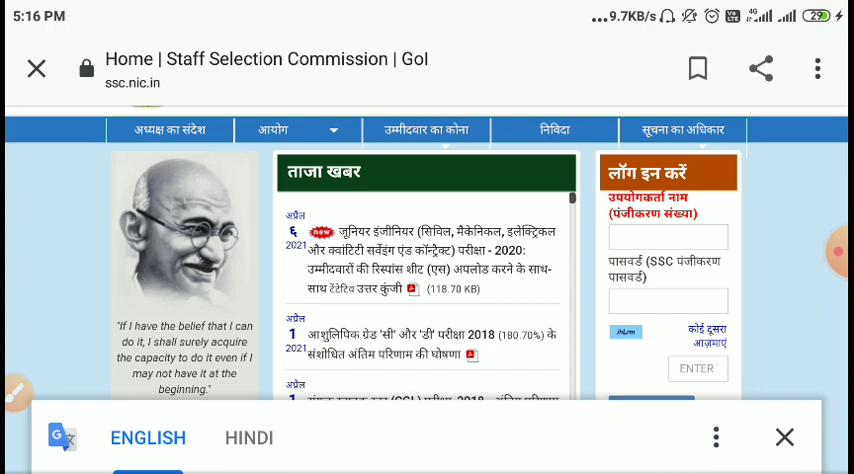 5:16 PM
...9.7KB/s 4G 29
Home | Staff Selection Commission | GoI
ssc.nic.in
अध्यक्ष का संदेश आयोग उम्मीदवार का कोना निविदा सूचना का अधिकार
"If I have the belief that I can
do it, I shall surely acquire
the capacity to do it even if I
may not have it at the
beginning."
ताजा खबर
अप्रैल
६
2021
new जूनियर इंजीनियर (सिविल, मैकेनिकल, इलेक्ट्रिकल
और क्वांटिटी सर्वेइंग एंड कॉन्ट्रैक्ट) परीक्षा - 2020:
उम्मीदवारों की रिस्पांस शीट (एस) अपलोड करने के साथ-
साथ टेंटेटिव उत्तर कुंजी (118.70 KB)
अप्रैल
1
2021
आशुलिपिक ग्रेड 'सी' और 'डी' परीक्षा 2018 (180.70%) के
संशोधित अंतिम परिणाम की घोषणा
अप्रैल
लॉग इन करें
उपयोगकर्ता नाम
(पंजीकरण संख्या)
पासवर्ड (SSC पंजीकरण
पासवर्ड)
कोई दूसरा
आज़माएं
ENTER
ENGLISH HINDI